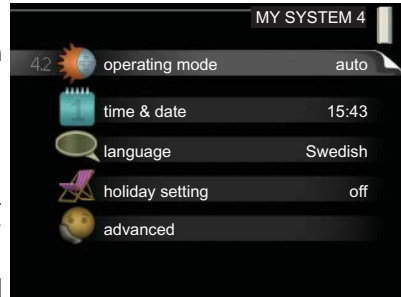 MY SYSTEM 4
4.2 operating mode auto
time & date 15:43
language Swedish
holiday setting off
advanced